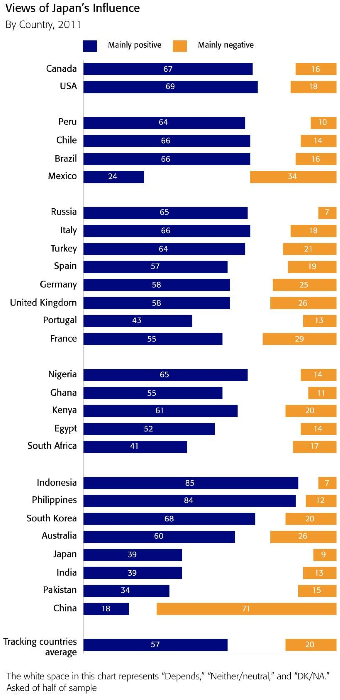 Views of Japan's Influence
By Country, 2011
Mainly positive Mainly negative
Canada 67 16
USA 69 18
Peru 64 10
Chile 66 14
Brazil 66 16
Mexico 24 34
Russia 65 7
Italy 66 18
Turkey 64 21
Spain 57 19
Germany 58 25
United Kingdom 58 26
Portugal 43 13
France 55 29
Nigeria 65 14
Ghana 55 11
Kenya 61 20
Egypt 52 14
South Africa 41 17
Indonesia 85 7
Philippines 84 12
South Korea 68 20
Australia 60 26
Japan 39 9
India 39 13
Pakistan 34 15
China 18 71
Tracking countries
average 57 20
The white space in this chart represents “Depends,” “Neither/neutral,” and “DK/NA.”
Asked of half of sample